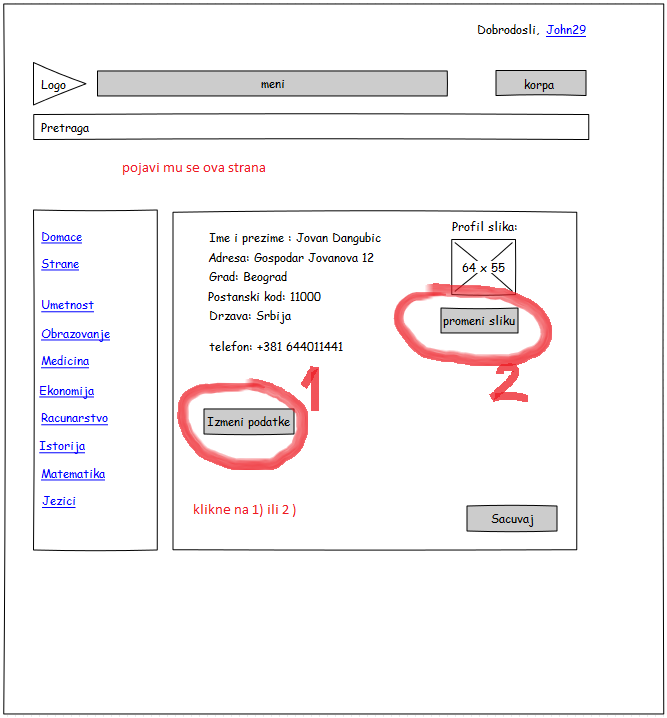 Dobrodosli, John29
Logo
meni
korpa
Pretraga
pojavi mu se ova strana
Domace
Strane
Umetnost
Obrazovanje
Medicina
Ekonomija
Racunarstvo
Istorija
Matematika
Jezici
Ime i prezime : Jovan Dangubic
Adresa: Gospodar Jovanova 12
Grad: Beograd
Postanski kod: 11000
Drzava: Srbija
telefon: +381 644011441
Profil slika:
64 x 55
promeni sliku
1
2
Izmeni podatke
klikne na 1) ili 2 )
Sacuvaj